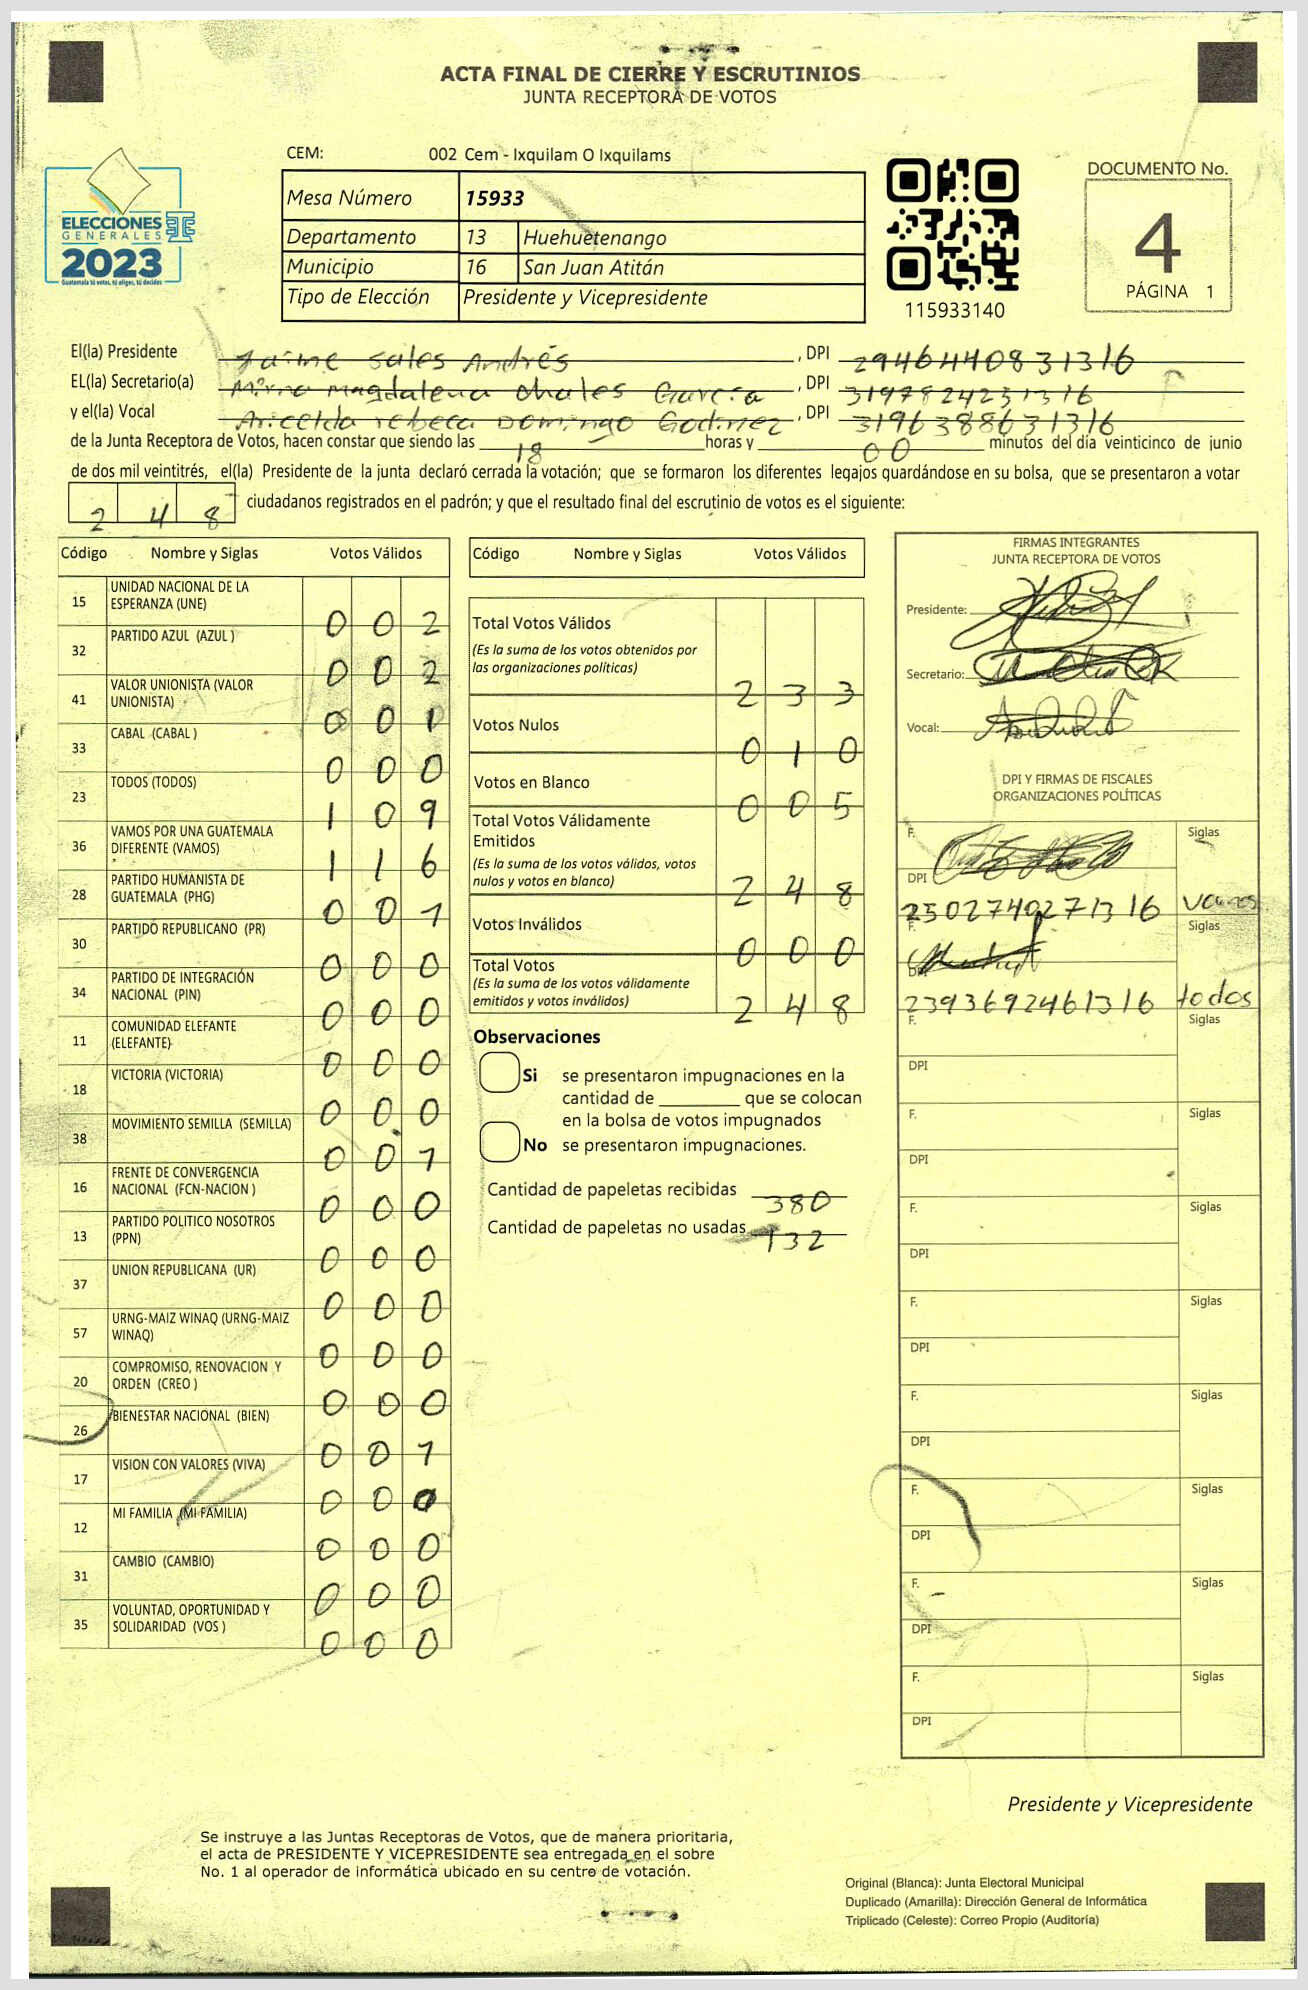 ACTA FINAL DE CIERRE Y ESCRUTINIOS
JUNTA RECEPTORA DE VOTOS
CEM: 002 Cem - Ixquilam O Ixquilams
Mesa Número 15933
Departamento 13 Huehuetenango
Municipio 16 San Juan Atitán
Tipo de Elección Presidente y Vicepresidente
ELECCIONES
GENERALES
2023
Guatemala tú votas, tú eliges, tú decides
115933140
DOCUMENTO No.
4
PÁGINA 1
El(la) Presidente Jaime Sales Andrés , DPI 2946440831316
EL(la) Secretario(a) Mirna Magdalena Chales García , DPI 3197824251316
y el(la) Vocal Aricelda rebeca Domingo Godinez , DPI 3196388631316
de la Junta Receptora de Votos, hacen constar que siendo las 18 horas y 00 minutos del día veinticinco de junio
de dos mil veintitrés, el(la) Presidente de la junta declaró cerrada la votación; que se formaron los diferentes legajos guardándose en su bolsa, que se presentaron a votar
2 4 8 ciudadanos registrados en el padrón; y que el resultado final del escrutinio de votos es el siguiente:
Código Nombre y Siglas Votos Válidos
15 UNIDAD NACIONAL DE LA
ESPERANZA (UNE) 0 0 2
32 PARTIDO AZUL (AZUL ) 0 0 2
41 VALOR UNIONISTA (VALOR
UNIONISTA) 0 0 1
33 CABAL (CABAL ) 0 0 0
23 TODOS (TODOS) 1 0 9
36 VAMOS POR UNA GUATEMALA
DIFERENTE (VAMOS) 1 1 6
28 PARTIDO HUMANISTA DE
GUATEMALA (PHG) 0 0 1
30 PARTIDO REPUBLICANO (PR) 0 0 0
34 PARTIDO DE INTEGRACIÓN
NACIONAL (PIN) 0 0 0
11 COMUNIDAD ELEFANTE
(ELEFANTE) 0 0 0
18 VICTORIA (VICTORIA) 0 0 0
38 MOVIMIENTO SEMILLA (SEMILLA) 0 0 1
16 FRENTE DE CONVERGENCIA
NACIONAL (FCN-NACION ) 0 0 0
13 PARTIDO POLITICO NOSOTROS
(PPN) 0 0 0
37 UNION REPUBLICANA (UR) 0 0 0
57 URNG-MAIZ WINAQ (URNG-MAIZ
WINAQ) 0 0 0
20 COMPROMISO, RENOVACION Y
ORDEN (CREO ) 0 0 0
26 BIENESTAR NACIONAL (BIEN) 0 0 1
17 VISION CON VALORES (VIVA) 0 0 0
12 MI FAMILIA (MI FAMILIA) 0 0 0
31 CAMBIO (CAMBIO) 0 0 0
35 VOLUNTAD, OPORTUNIDAD Y
SOLIDARIDAD (VOS ) 0 0 0
Código Nombre y Siglas Votos Válidos
Total Votos Válidos
(Es la suma de los votos obtenidos por
las organizaciones políticas) 2 3 3
Votos Nulos 0 1 0
Votos en Blanco 0 0 5
Total Votos Válidamente
Emitidos
(Es la suma de los votos válidos, votos
nulos y votos en blanco) 2 4 8
Votos Inválidos 0 0 0
Total Votos
(Es la suma de los votos válidamente
emitidos y votos inválidos) 2 4 8
Observaciones
Si se presentaron impugnaciones en la
cantidad de ________ que se colocan
en la bolsa de votos impugnados
No se presentaron impugnaciones.
Cantidad de papeletas recibidas 380
Cantidad de papeletas no usadas 132
FIRMAS INTEGRANTES
JUNTA RECEPTORA DE VOTOS
Presidente:
Secretario:
Vocal:
DPI Y FIRMAS DE FISCALES
ORGANIZACIONES POLÍTICAS
F. Siglas
DPI
2502740271316 vamos
F. Siglas
DPI
2393692461316 todos
F. Siglas
DPI
F. Siglas
DPI
F. Siglas
DPI
F. Siglas
DPI
F. Siglas
DPI
F. Siglas
DPI
F. Siglas
DPI
F. Siglas
DPI
Presidente y Vicepresidente
Se instruye a las Juntas Receptoras de Votos, que de manera prioritaria,
el acta de PRESIDENTE Y VICEPRESIDENTE sea entregada en el sobre
No. 1 al operador de informática ubicado en su centro de votación.
Original (Blanca): Junta Electoral Municipal
Duplicado (Amarilla): Dirección General de Informática
Triplicado (Celeste): Correo Propio (Auditoría)